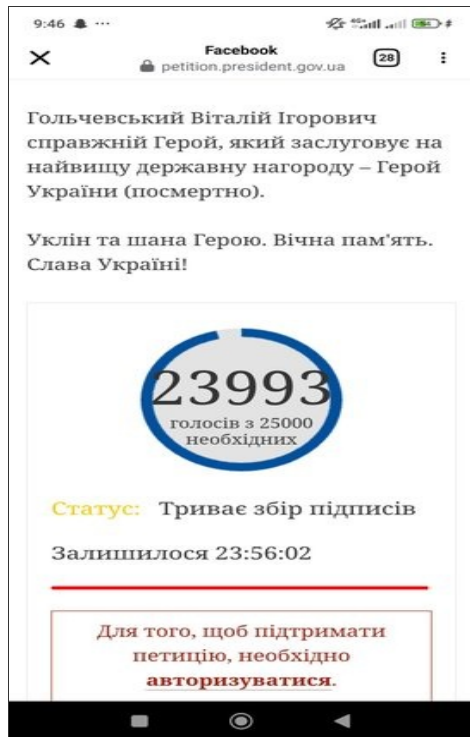 9:46
Facebook
petition.president.gov.ua
28
Гольчевський Віталій Ігорович
справжній Герой, який заслуговує на
найвищу державну нагороду – Герой
України (посмертно).
Уклін та шана Герою. Вічна пам'ять.
Слава Україні!
23993
голосів з 25000
необхідних
Статус: Триває збір підписів
Залишилося 23:56:02
Для того, щоб підтримати
петицію, необхідно
авторизуватися.